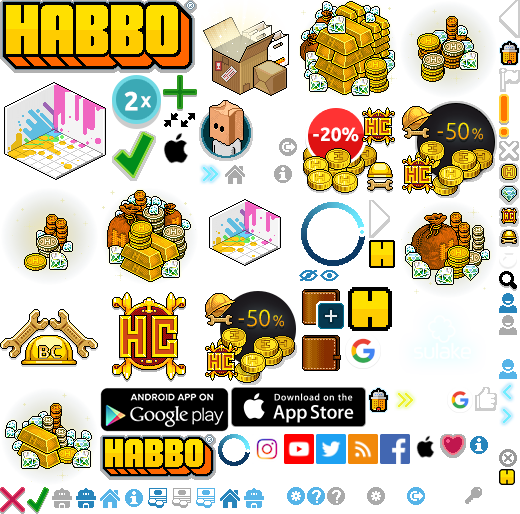 HABBO®
2x
-20%
HC
-50%
HC
H
BC
HC
-50%
HC
H
G
ANDROID APP ON
Google play
Download on the
App Store
G
HABBO®
H